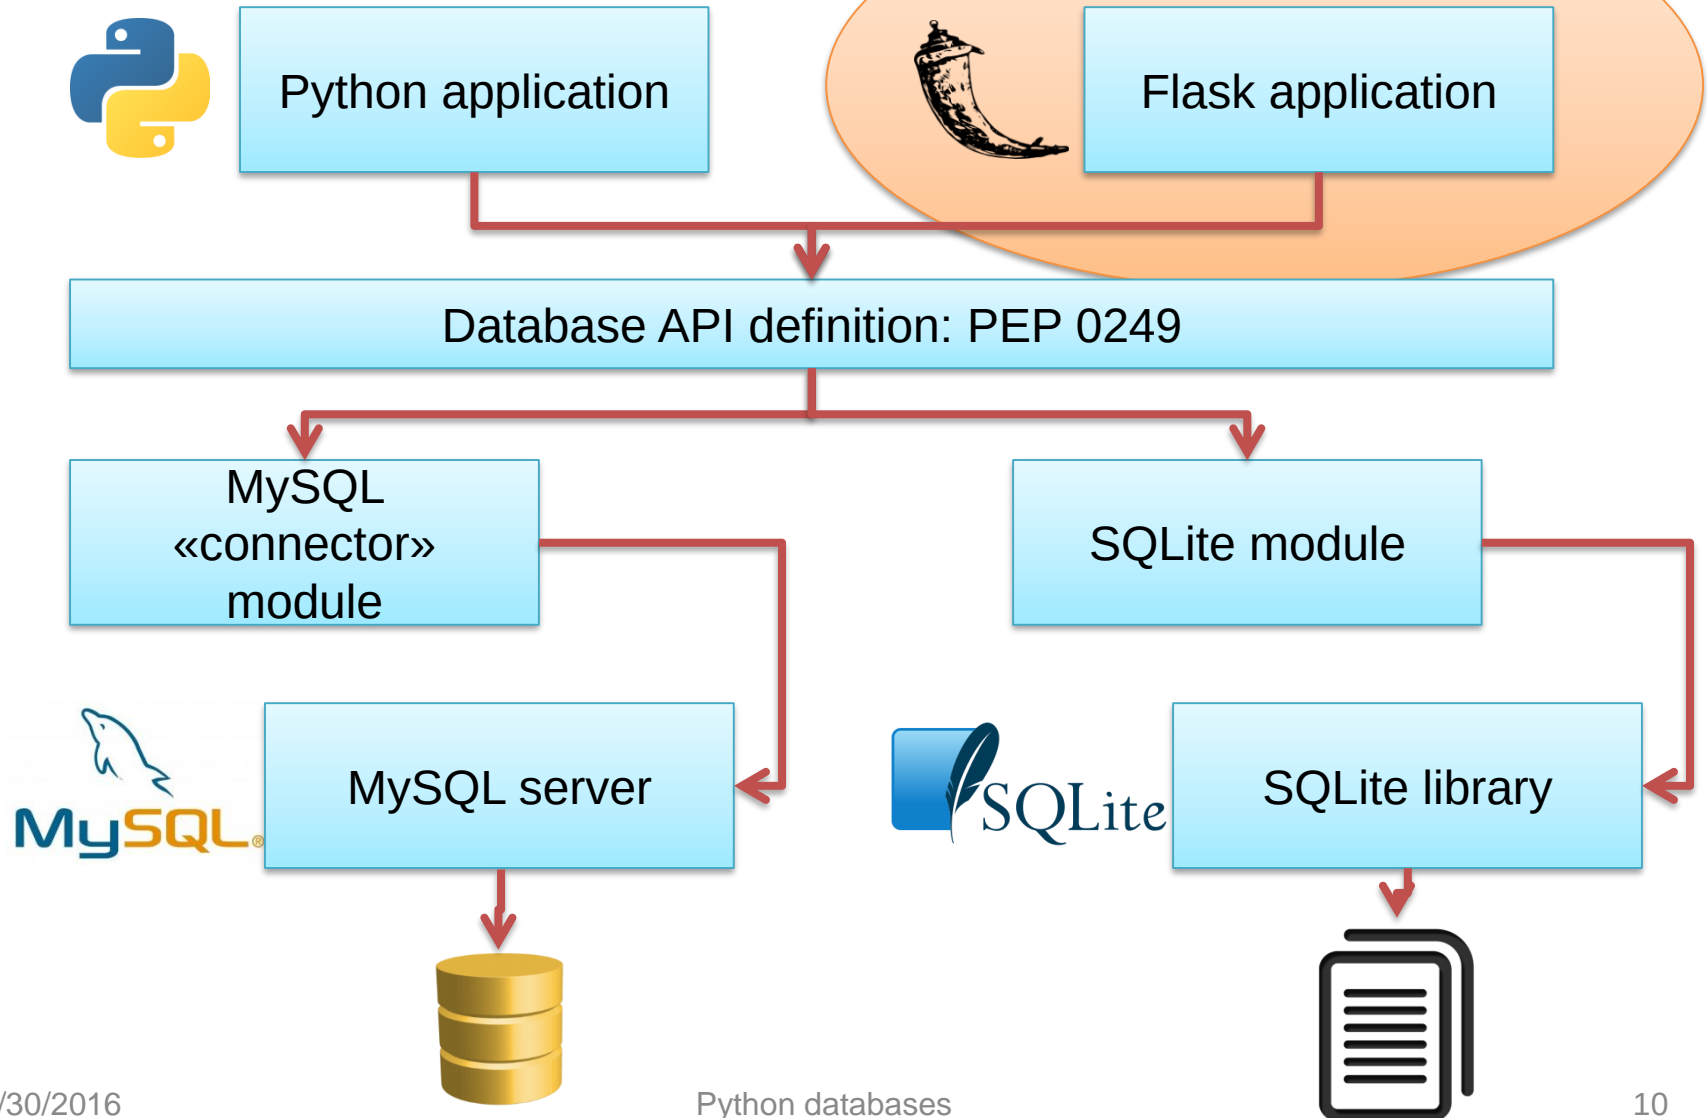 Python application
Flask application
Database API definition: PEP 0249
MySQL
«connector»
module
SQLite module
MySQL®
MySQL server
SQLite
SQLite library
/30/2016
Python databases
10